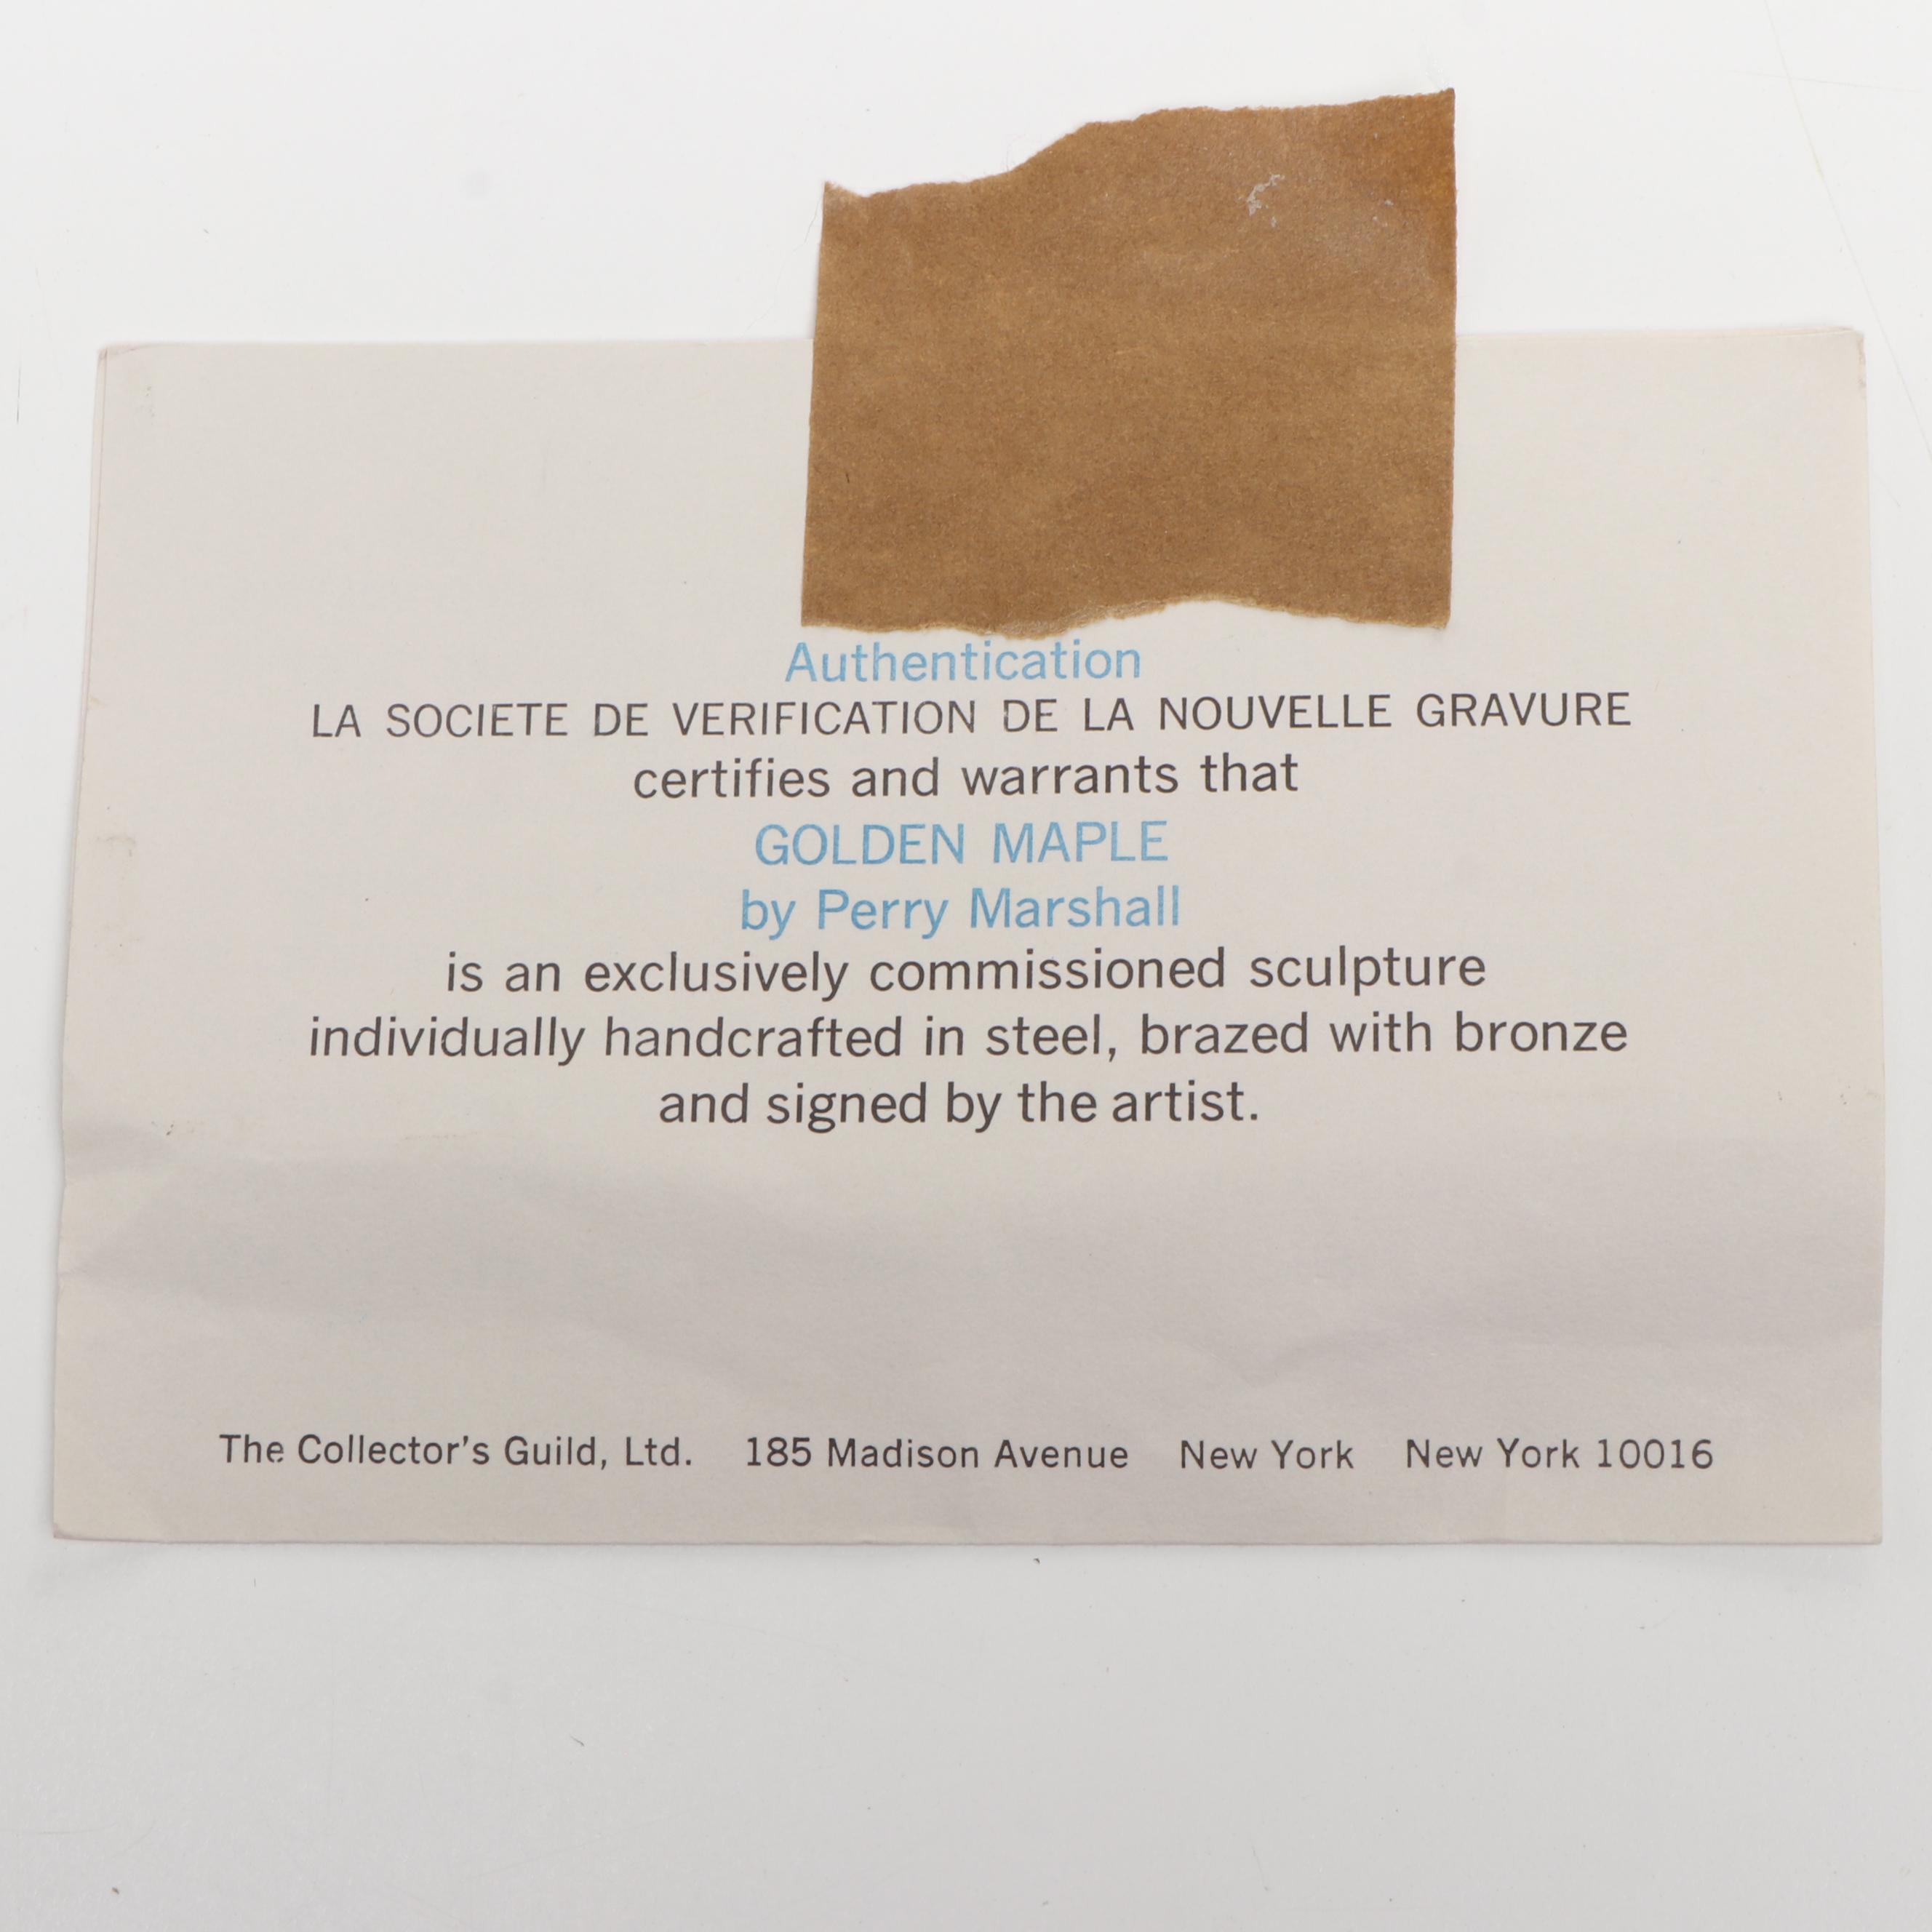 Authentication
LA SOCIETE DE VERIFICATION DE LA NOUVELLE GRAVURE
certifies and warrants that
GOLDEN MAPLE
by Perry Marshall
is an exclusively commissioned sculpture
individually handcrafted in steel, brazed with bronze
and signed by the artist.
The Collector's Guild, Ltd. 185 Madison Avenue New York New York 10016